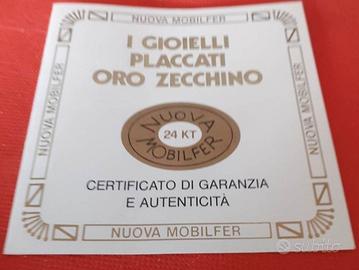 NUOVA MOBILFER
I GIOIELLI
PLACCATI
ORO ZECCHINO
NUOVA
24 KT
MOBILFER
CERTIFICATO DI GARANZIA
E AUTENTICITÀ
NUOVA MOBILFER
NUOVA MOBILFER
NUOVA MOBILFER
subito